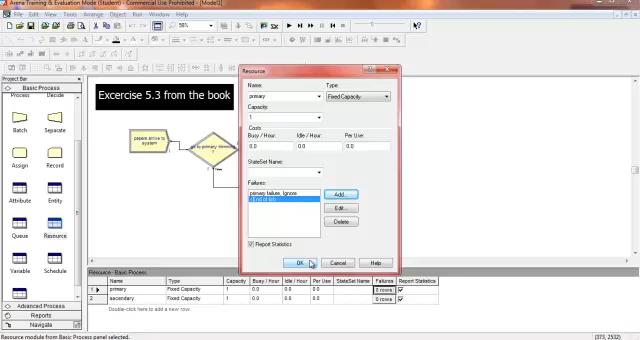 Arena Training & Evaluation Mode (Student) - Commercial Use Prohibited - [Model1]
File Edit View Tools Arrange Object Run Window Help
58%
Project Bar
Basic Process
Process Decide
Batch Separate
Assign Record
Attribute Entity
Queue Resource
Variable Schedule
Set
Advanced Process
Reports
Navigate
Excercise 5.3 from the book
papers arrive to system
Resource
Name:
Type:
primary
Fixed Capacity
Capacity:
1
Costs
Busy / Hour: Idle / Hour: Per Use:
0.0 0.0 0.0
StateSet Name:
Failures:
primary failure, Ignore
<End of list>
Add...
Edit...
Delete
Report Statistics
OK Cancel Help
Resource - Basic Process
Name Type Capacity Busy / Hour Idle / Hour Per Use StateSet Name Failures Report Statistics
1 primary Fixed Capacity 1 0.0 0.0 0.0 0 rows
2 secondary Fixed Capacity 1 0.0 0.0 0.0 0 rows
Double-click here to add a new row.
Resource module from Basic Process panel selected.
(373, 2532)